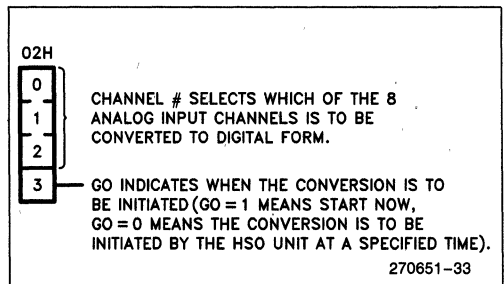 02H
0
1
2
3
CHANNEL # SELECTS WHICH OF THE 8
ANALOG INPUT CHANNELS IS TO BE
CONVERTED TO DIGITAL FORM.
GO INDICATES WHEN THE CONVERSION IS TO
BE INITIATED (GO = 1 MEANS START NOW,
GO = 0 MEANS THE CONVERSION IS TO BE
INITIATED BY THE HSO UNIT AT A SPECIFIED TIME).
270651-33